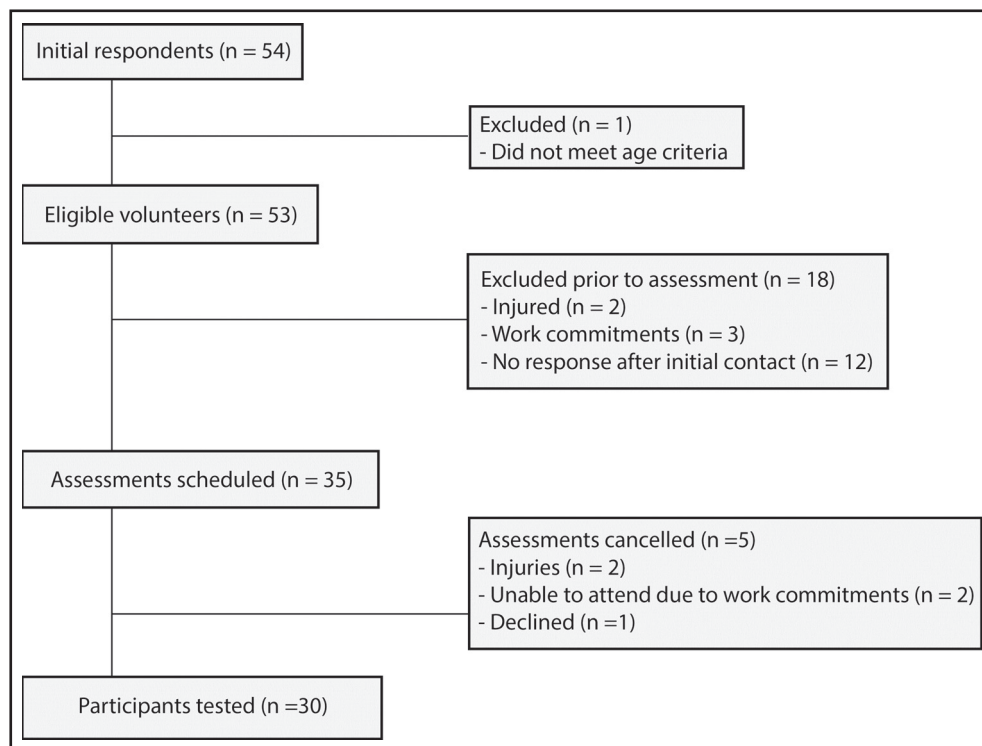 Initial respondents (n = 54)
Excluded (n = 1)
- Did not meet age criteria
Eligible volunteers (n = 53)
Excluded prior to assessment (n = 18)
- Injured (n = 2)
- Work commitments (n = 3)
- No response after initial contact (n = 12)
Assessments scheduled (n = 35)
Assessments cancelled (n =5)
- Injuries (n = 2)
- Unable to attend due to work commitments (n = 2)
- Declined (n =1)
Participants tested (n =30)